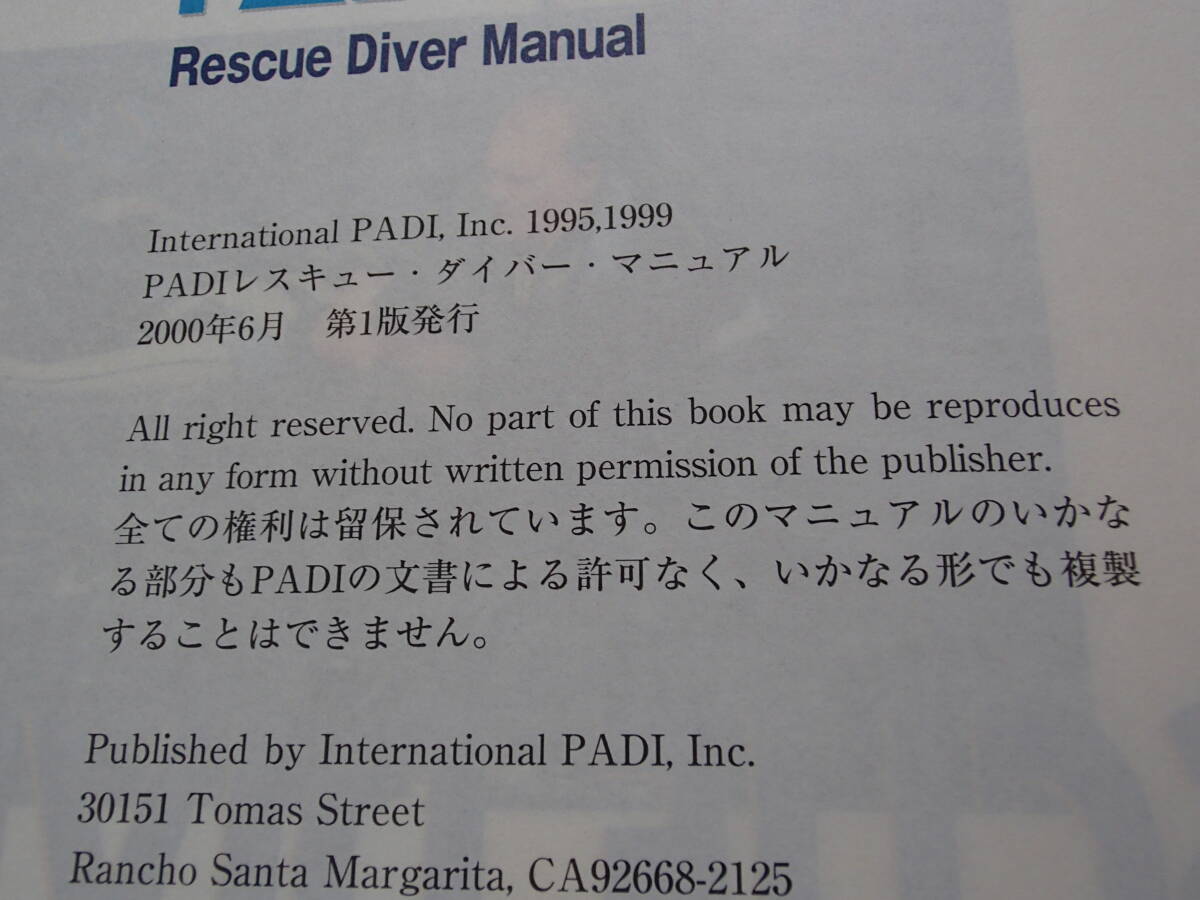 Rescue Diver Manual
International PADI, Inc. 1995,1999
PADIレスキュー・ダイバー・マニュアル
2000年6月　第1版発行
All right reserved. No part of this book may be reproduces
in any form without written permission of the publisher.
全ての権利は留保されています。このマニュアルのいかな
る部分もPADIの文書による許可なく、いかなる形でも複製
することはできません。
Published by International PADI, Inc.
30151 Tomas Street
Rancho Santa Margarita, CA92668-2125